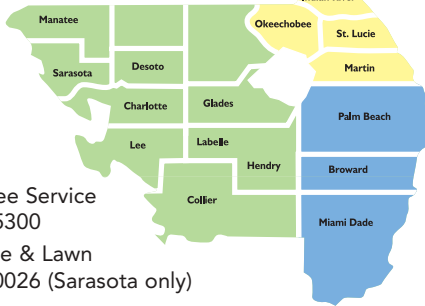 Manatee
Okeechobee
St. Lucie
Sarasota
Desoto
Martin
Charlotte
Glades
Palm Beach
Lee
Labelle
Hendry
Broward
Collier
Miami Dade
ee Service
5300
e & Lawn
0026 (Sarasota only)